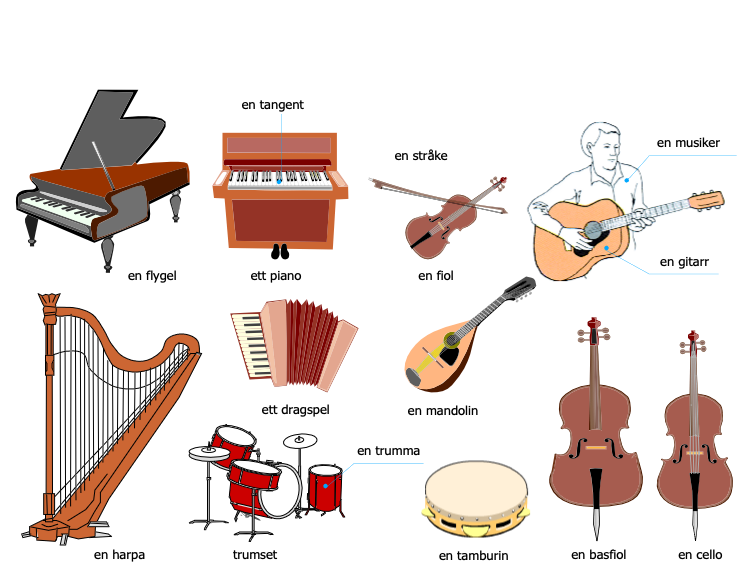 en tangent
en stråke
en musiker
en flygel
ett piano
en fiol
en gitarr
ett dragspel
en mandolin
en trumma
en harpa
trumset
en tamburin
en basfiol
en cello